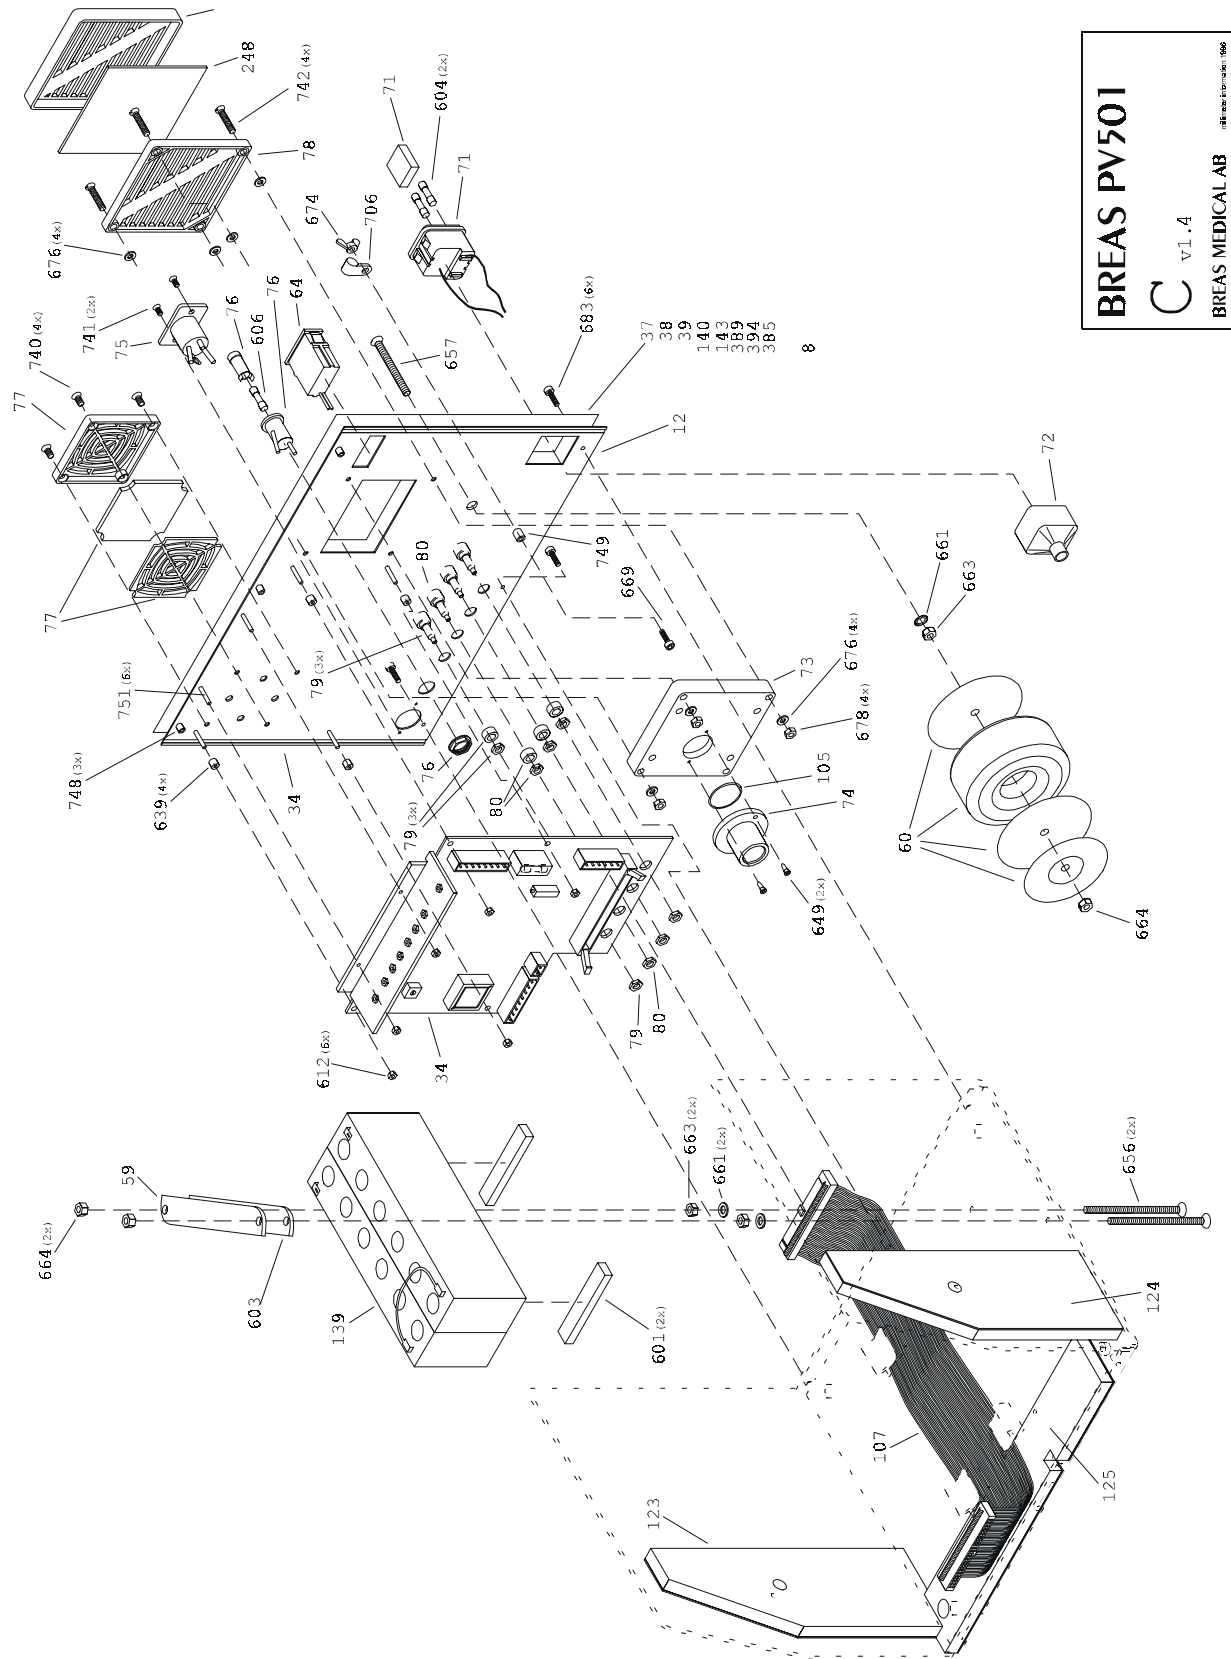 248
742 (4x)
78
71
604 (2x)
71
674
706
676 (4x)
741 (2x)
75
76
606
76
64
740 (4x)
77
77
657
683 (6x)
37
38
39
140
143
389
394
385
8
12
72
749
669
80
79 (3x)
751 (6x)
748 (3x)
639 (4x)
34
76
79 (3x)
80
73
676 (4x)
678 (4x)
105
74
649 (2x)
661
663
60
664
612 (6x)
34
79
80
664 (2x)
59
603
139
601 (2x)
663 (2x)
661 (2x)
656 (2x)
124
107
125
123
BREAS PV501
C v1.4
BREAS MEDICAL AB millimeter information 1996